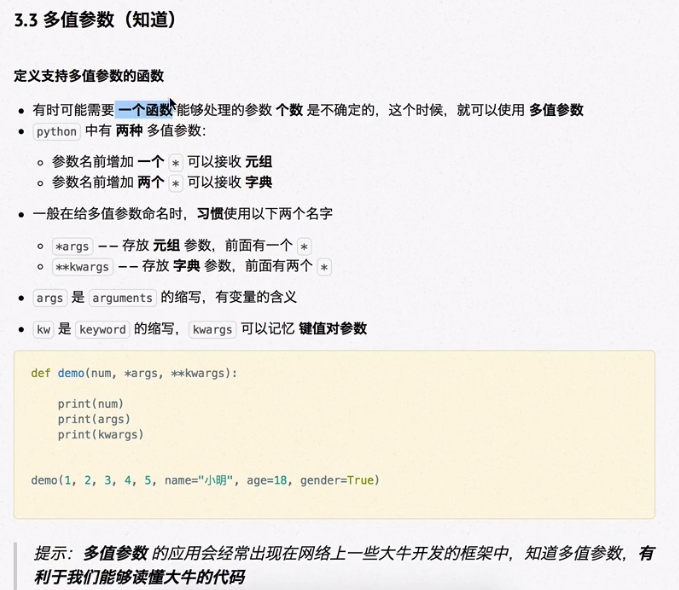 3.3 多值参数（知道）
定义支持多值参数的函数
有时可能需要 一个函数 能够处理的参数 个数 是不确定的，这个时候，就可以使用 多值参数
python 中有 两种 多值参数：
参数名前增加 一个 * 可以接收 元组
参数名前增加 两个 * 可以接收 字典
一般在给多值参数命名时，习惯使用以下两个名字
*args —— 存放 元组 参数，前面有一个 *
**kwargs —— 存放 字典 参数，前面有两个 *
args 是 arguments 的缩写，有变量的含义
kw 是 keyword 的缩写，kwargs 可以记忆 键值对参数
def demo(num, *args, **kwargs):
print(num)
print(args)
print(kwargs)
demo(1, 2, 3, 4, 5, name="小明", age=18, gender=True)
提示：多值参数 的应用会经常出现在网络上一些大牛开发的框架中，知道多值参数，有
利于我们能够读懂大牛的代码